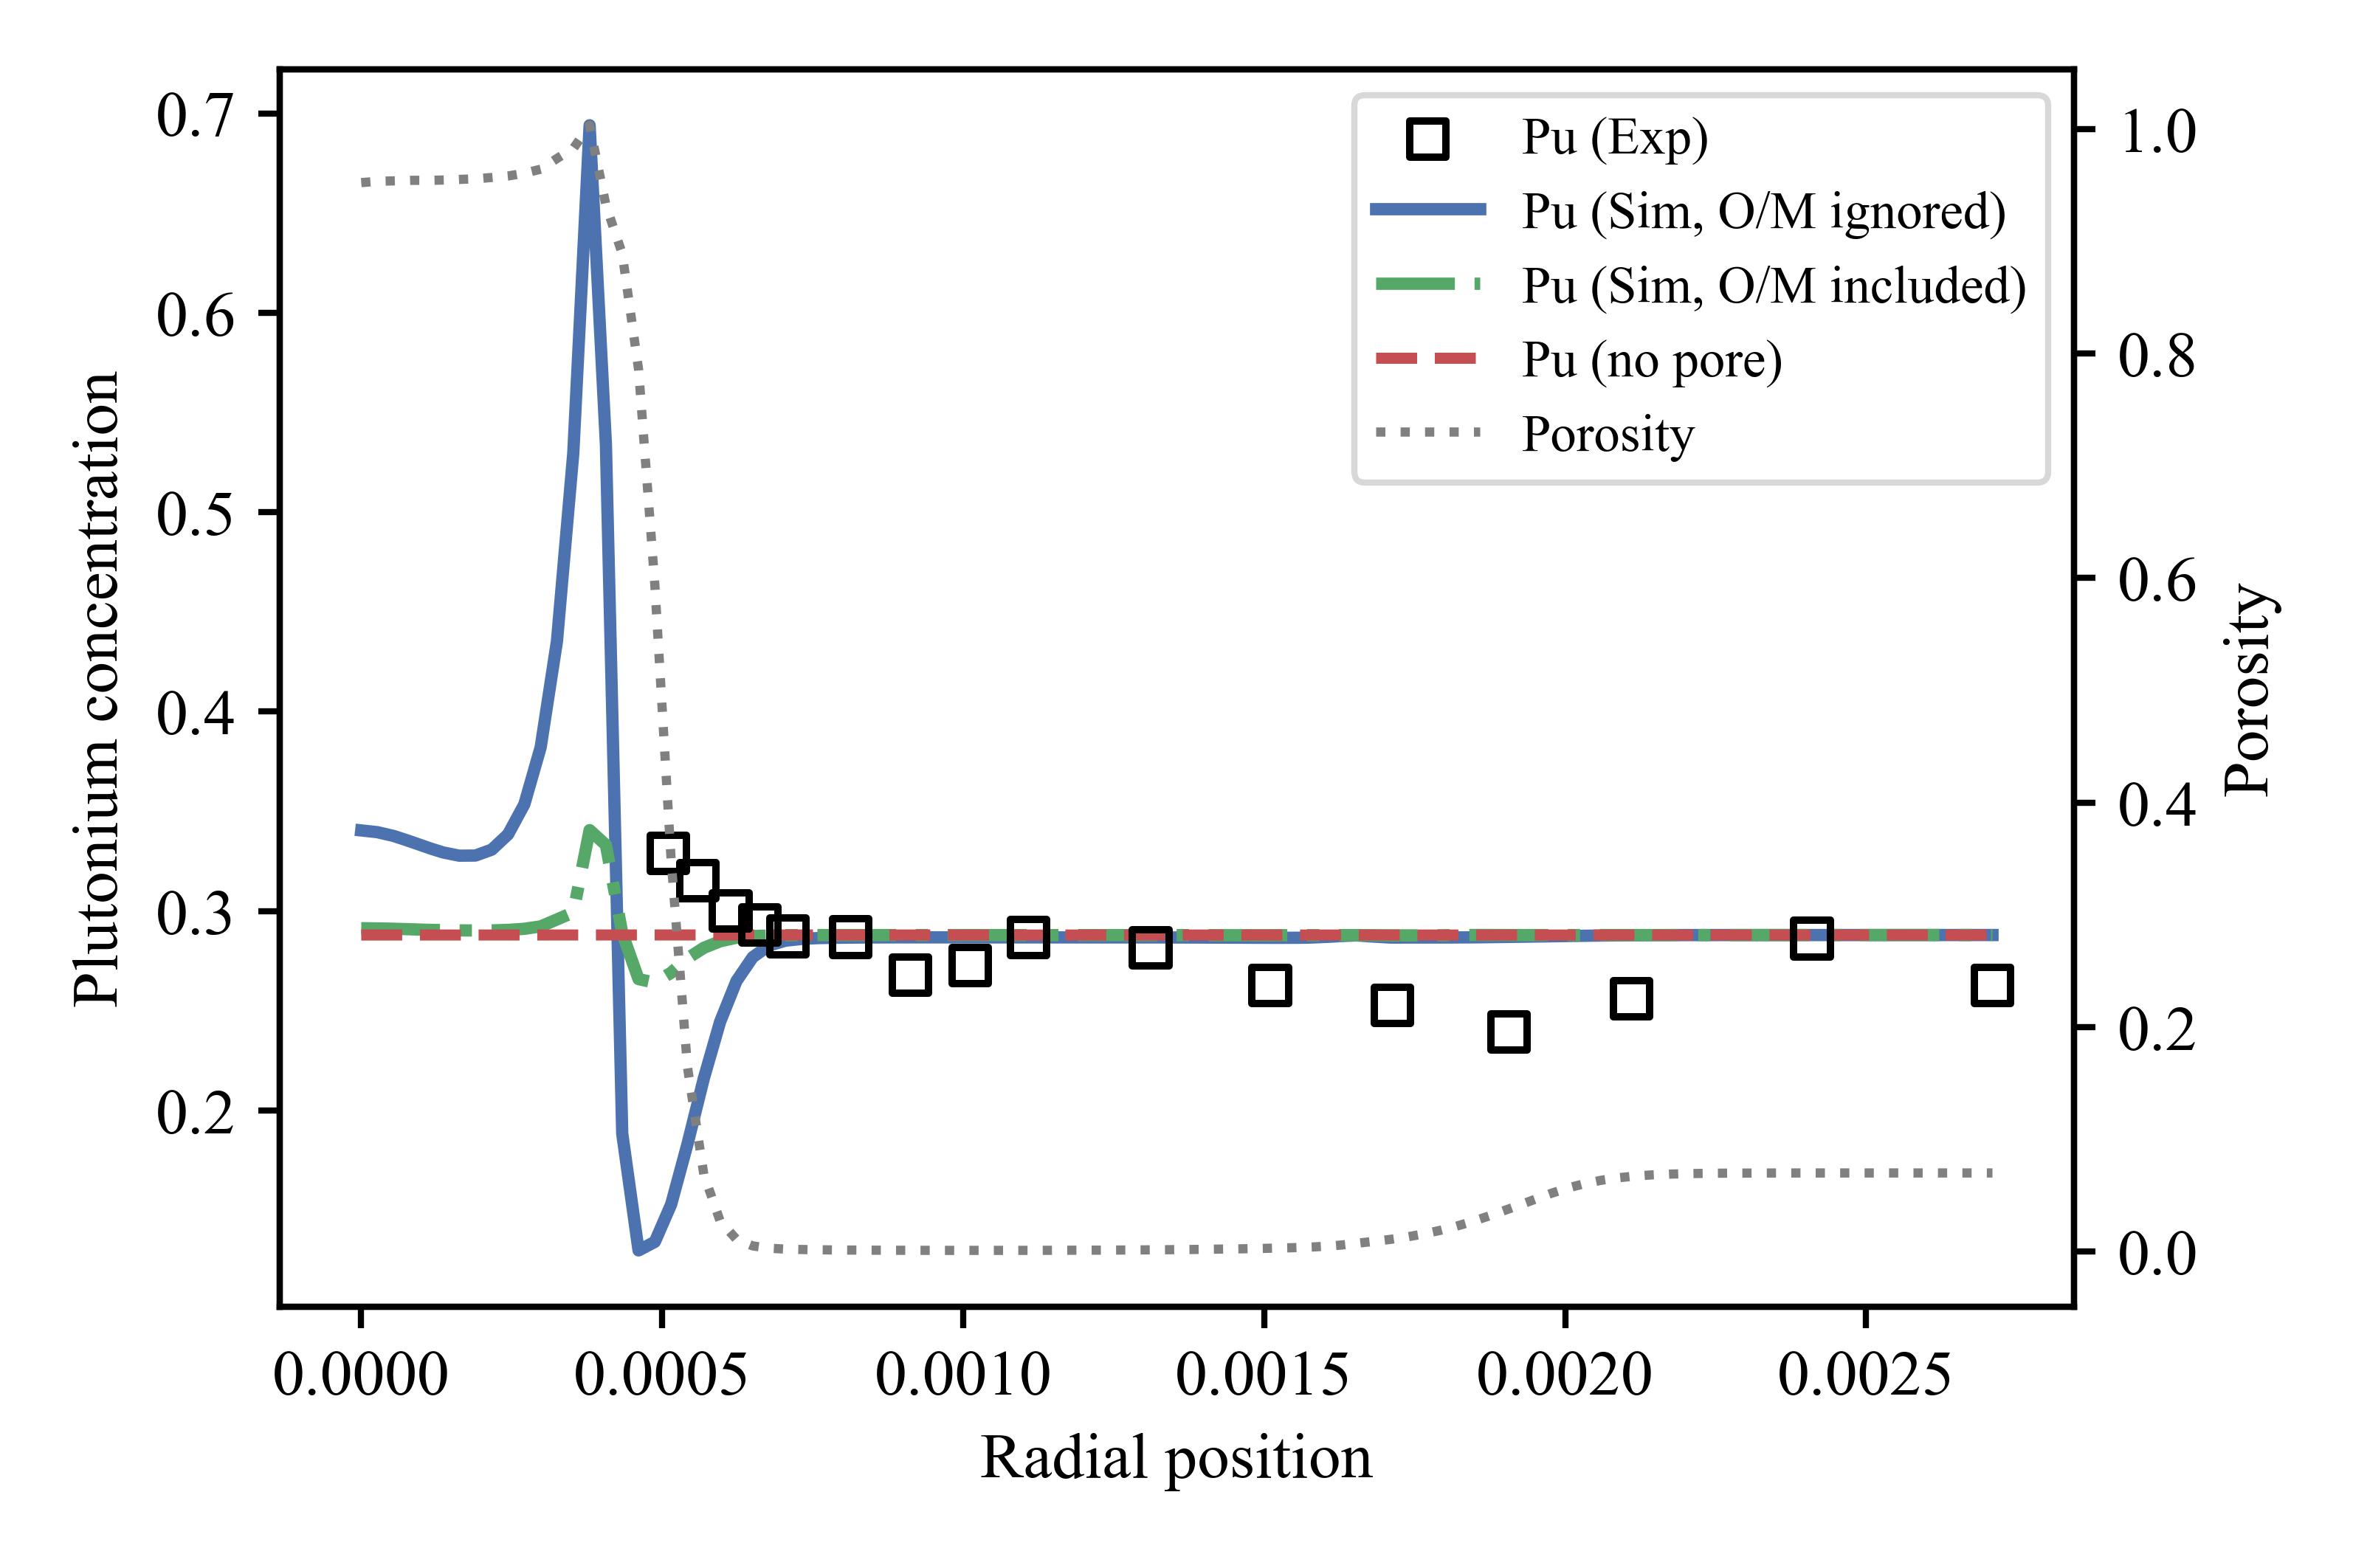 Plutonium concentration
0.7
0.6
0.5
0.4
0.3
0.2
Pu (Exp)
Pu (Sim, O/M ignored)
Pu (Sim, O/M included)
Pu (no pore)
Porosity
1.0
0.8
0.6
0.4
0.2
0.0
Porosity
0.0000 0.0005 0.0010 0.0015 0.0020 0.0025
Radial position